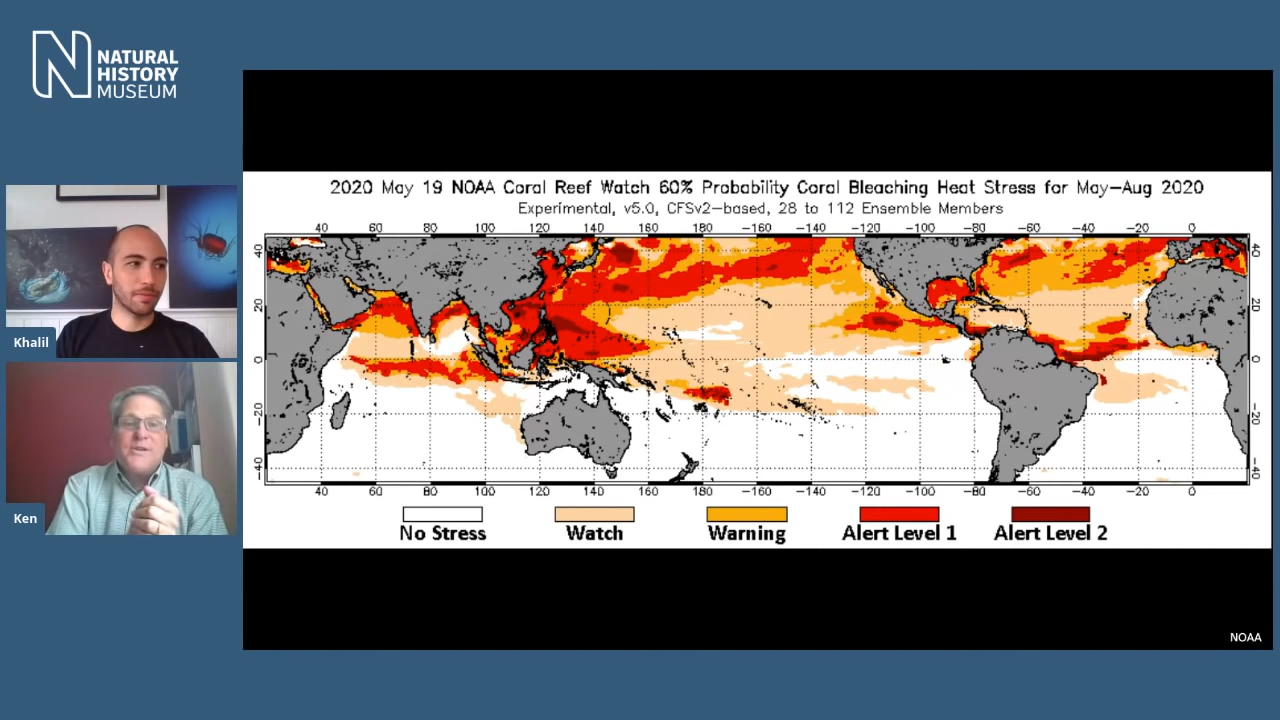 NATURAL
HISTORY
MUSEUM
Khalil
Ken
2020 May 19 NOAA Coral Reef Watch 60% Probability Coral Bleaching Heat Stress for May-Aug 2020
Experimental, v5.0, CFSv2-based, 28 to 112 Ensemble Members
40 60 80 100 120 140 160 180 -160 -140 -120 -100 -80 -60 -40 -20 0
40 40
20 20
0 0
-20 -20
-40 -40
40 60 80 100 120 140 160 180 -160 -140 -120 -100 -80 -60 -40 -20 0
No Stress Watch Warning Alert Level 1 Alert Level 2
NOAA